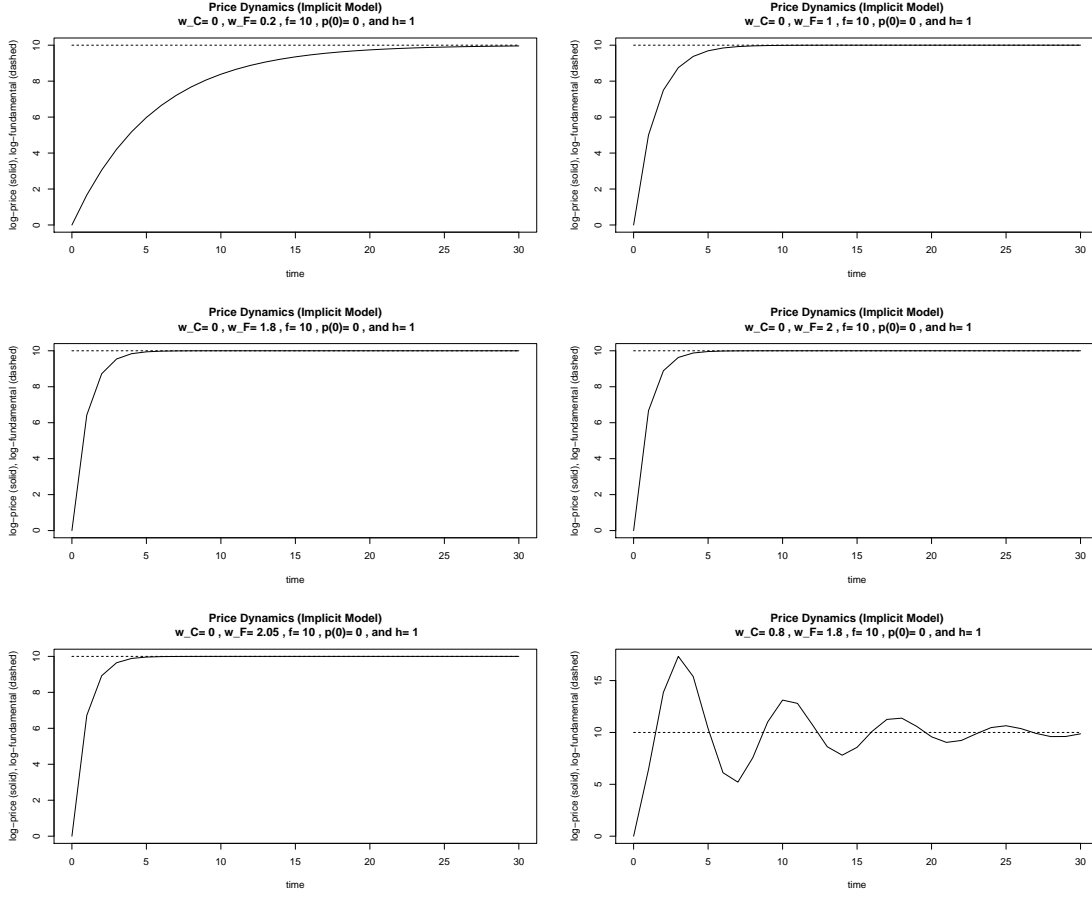 Price Dynamics (Implicit Model)
w_C= 0 , w_F= 0.2 , f= 10 , p(0)= 0 , and h= 1
log−price (solid), log−fundamental (dashed)
0 2 4 6 8 10
0 5 10 15 20 25 30
time
Price Dynamics (Implicit Model)
w_C= 0 , w_F= 1 , f= 10 , p(0)= 0 , and h= 1
log−price (solid), log−fundamental (dashed)
0 2 4 6 8 10
0 5 10 15 20 25 30
time
Price Dynamics (Implicit Model)
w_C= 0 , w_F= 1.8 , f= 10 , p(0)= 0 , and h= 1
log−price (solid), log−fundamental (dashed)
0 2 4 6 8 10
0 5 10 15 20 25 30
time
Price Dynamics (Implicit Model)
w_C= 0 , w_F= 2 , f= 10 , p(0)= 0 , and h= 1
log−price (solid), log−fundamental (dashed)
0 2 4 6 8 10
0 5 10 15 20 25 30
time
Price Dynamics (Implicit Model)
w_C= 0 , w_F= 2.05 , f= 10 , p(0)= 0 , and h= 1
log−price (solid), log−fundamental (dashed)
0 2 4 6 8 10
0 5 10 15 20 25 30
time
Price Dynamics (Implicit Model)
w_C= 0.8 , w_F= 1.8 , f= 10 , p(0)= 0 , and h= 1
log−price (solid), log−fundamental (dashed)
0 5 10 15
0 5 10 15 20 25 30
time